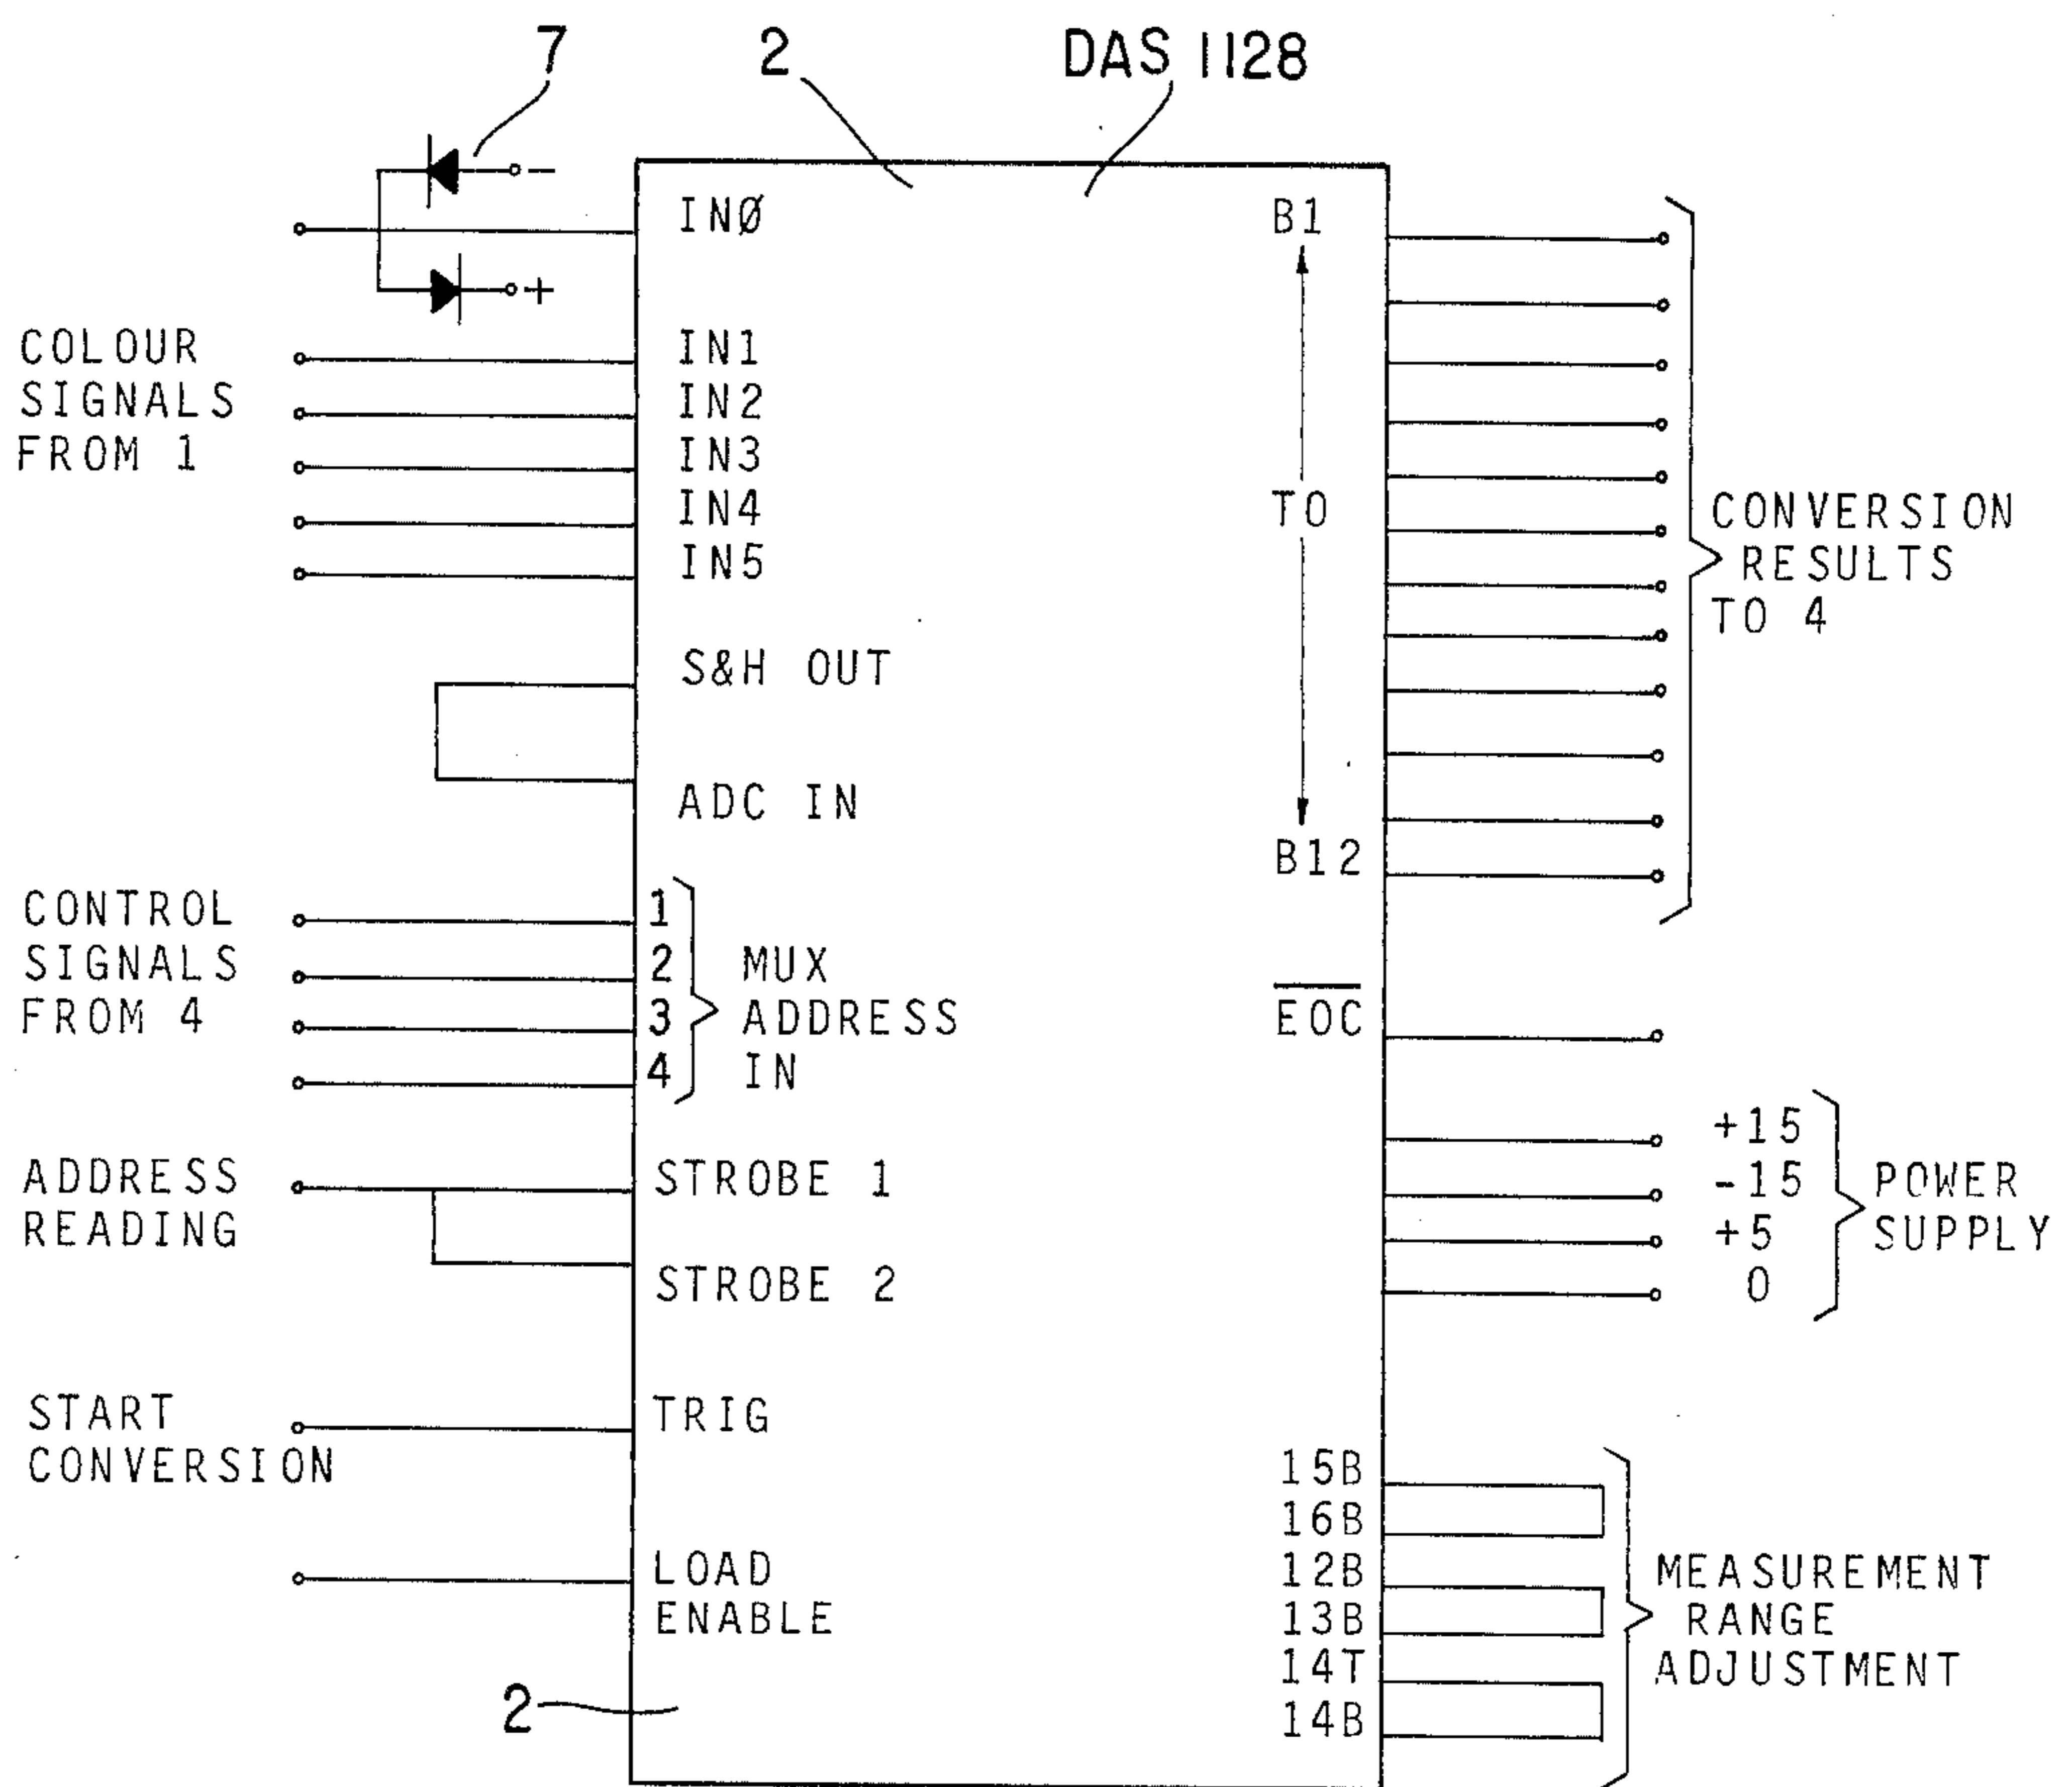 7
2
DAS 1128
INØ
-
+
COLOUR
SIGNALS
FROM 1
IN1
IN2
IN3
IN4
IN5
S&H OUT
ADC IN
CONTROL
SIGNALS
FROM 4
1
2
3
4
MUX
ADDRESS
IN
ADDRESS
READING
STROBE 1
STROBE 2
START
CONVERSION
TRIG
LOAD
ENABLE
2
B1
TO
B12
CONVERSION
RESULTS
TO 4
EOC
+15
-15
+5
0
POWER
SUPPLY
15B
16B
12B
13B
14T
14B
MEASUREMENT
RANGE
ADJUSTMENT